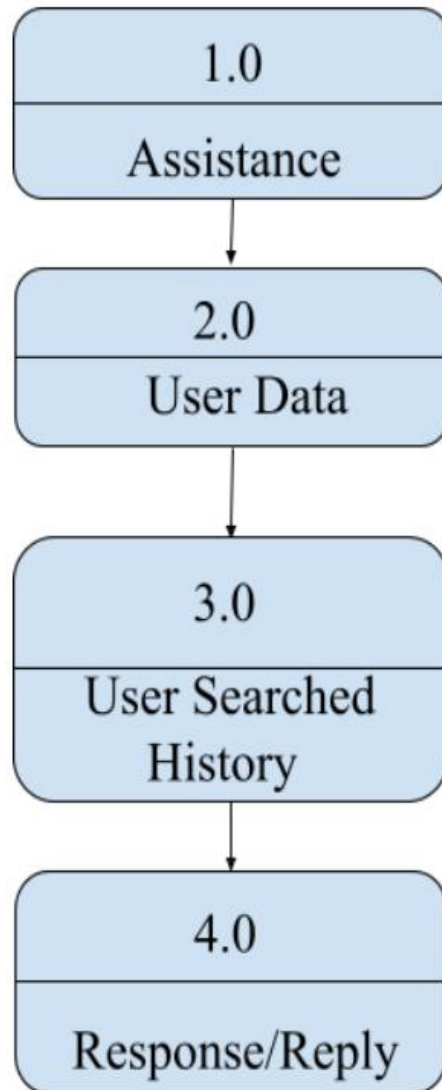 1.0
Assistance
2.0
User Data
3.0
User Searched
History
4.0
Response/Reply